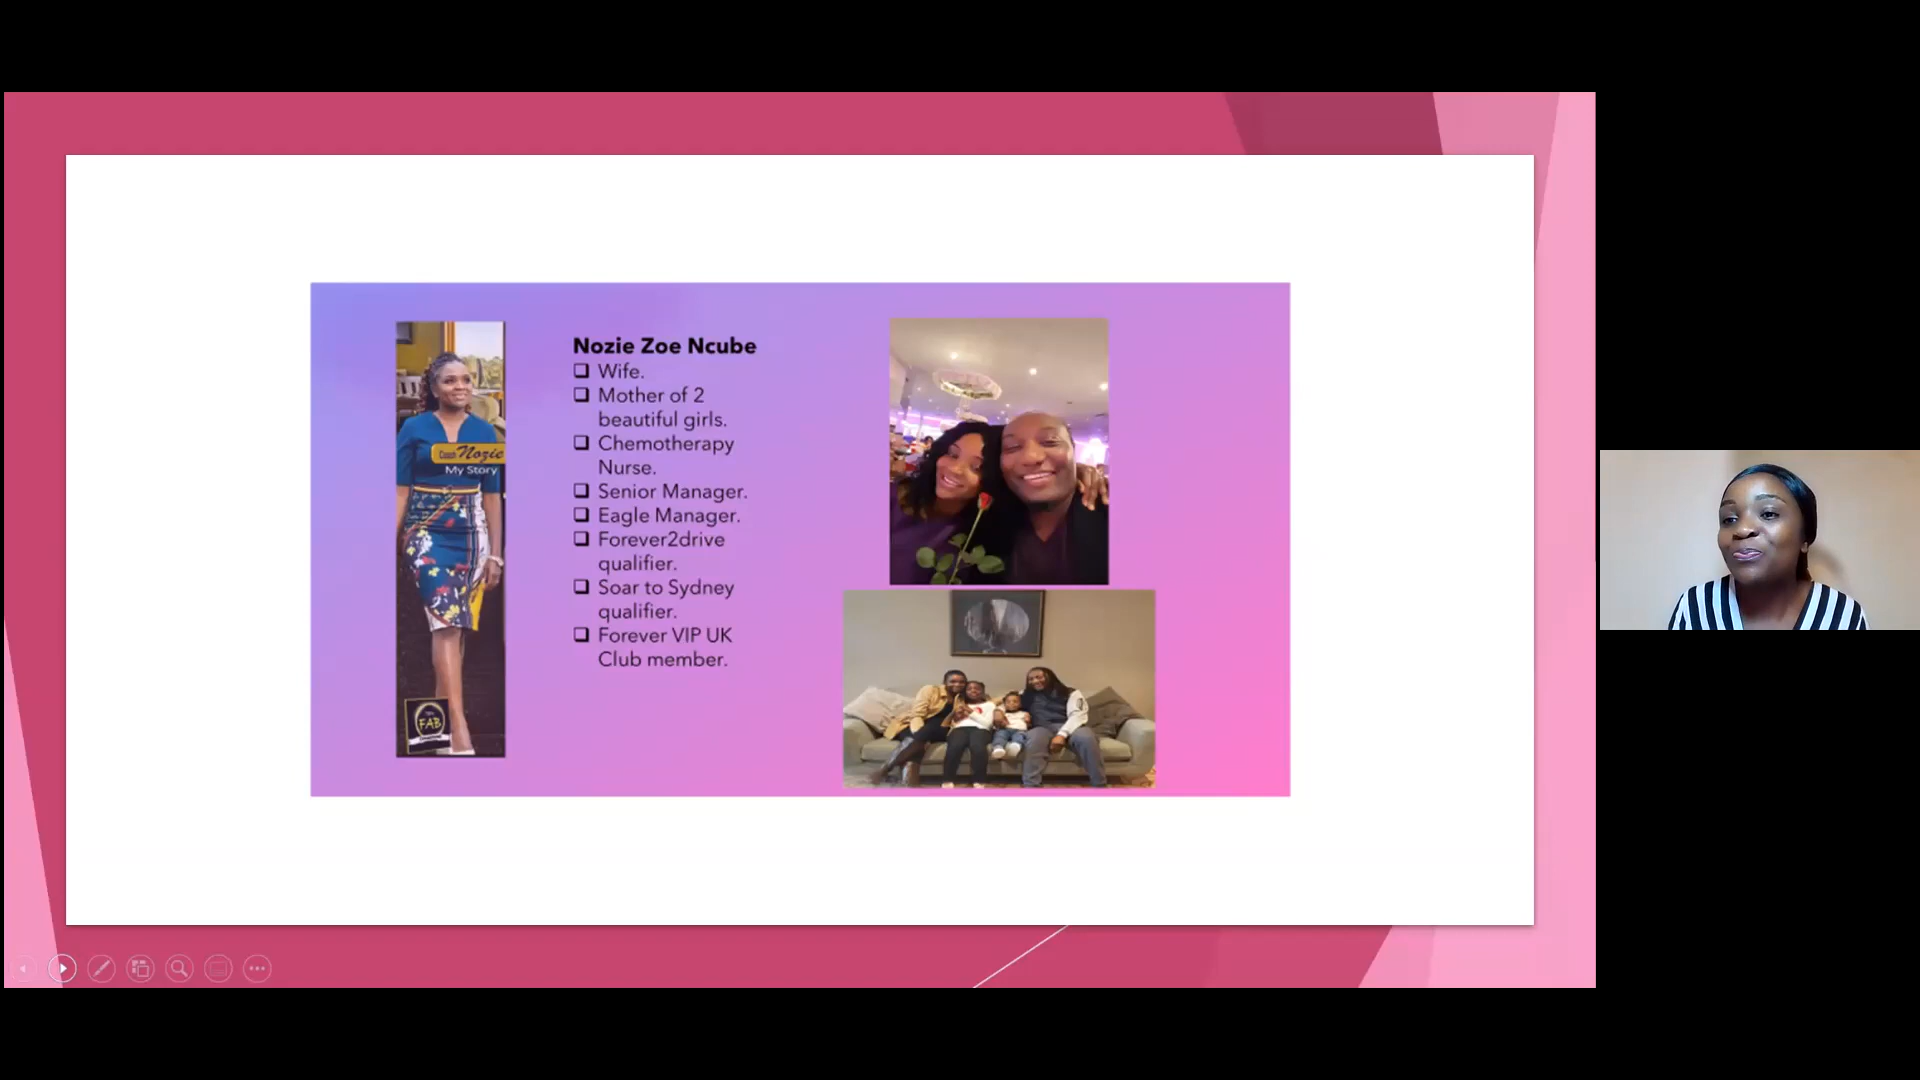 Nozie Zoe Ncube
❑ Wife.
❑ Mother of 2
beautiful girls.
❑ Chemotherapy
Nurse.
❑ Senior Manager.
❑ Eagle Manager.
❑ Forever2drive
qualifier.
❑ Soar to Sydney
qualifier.
❑ Forever VIP UK
Club member.
Coach Nozie
My Story
FAB